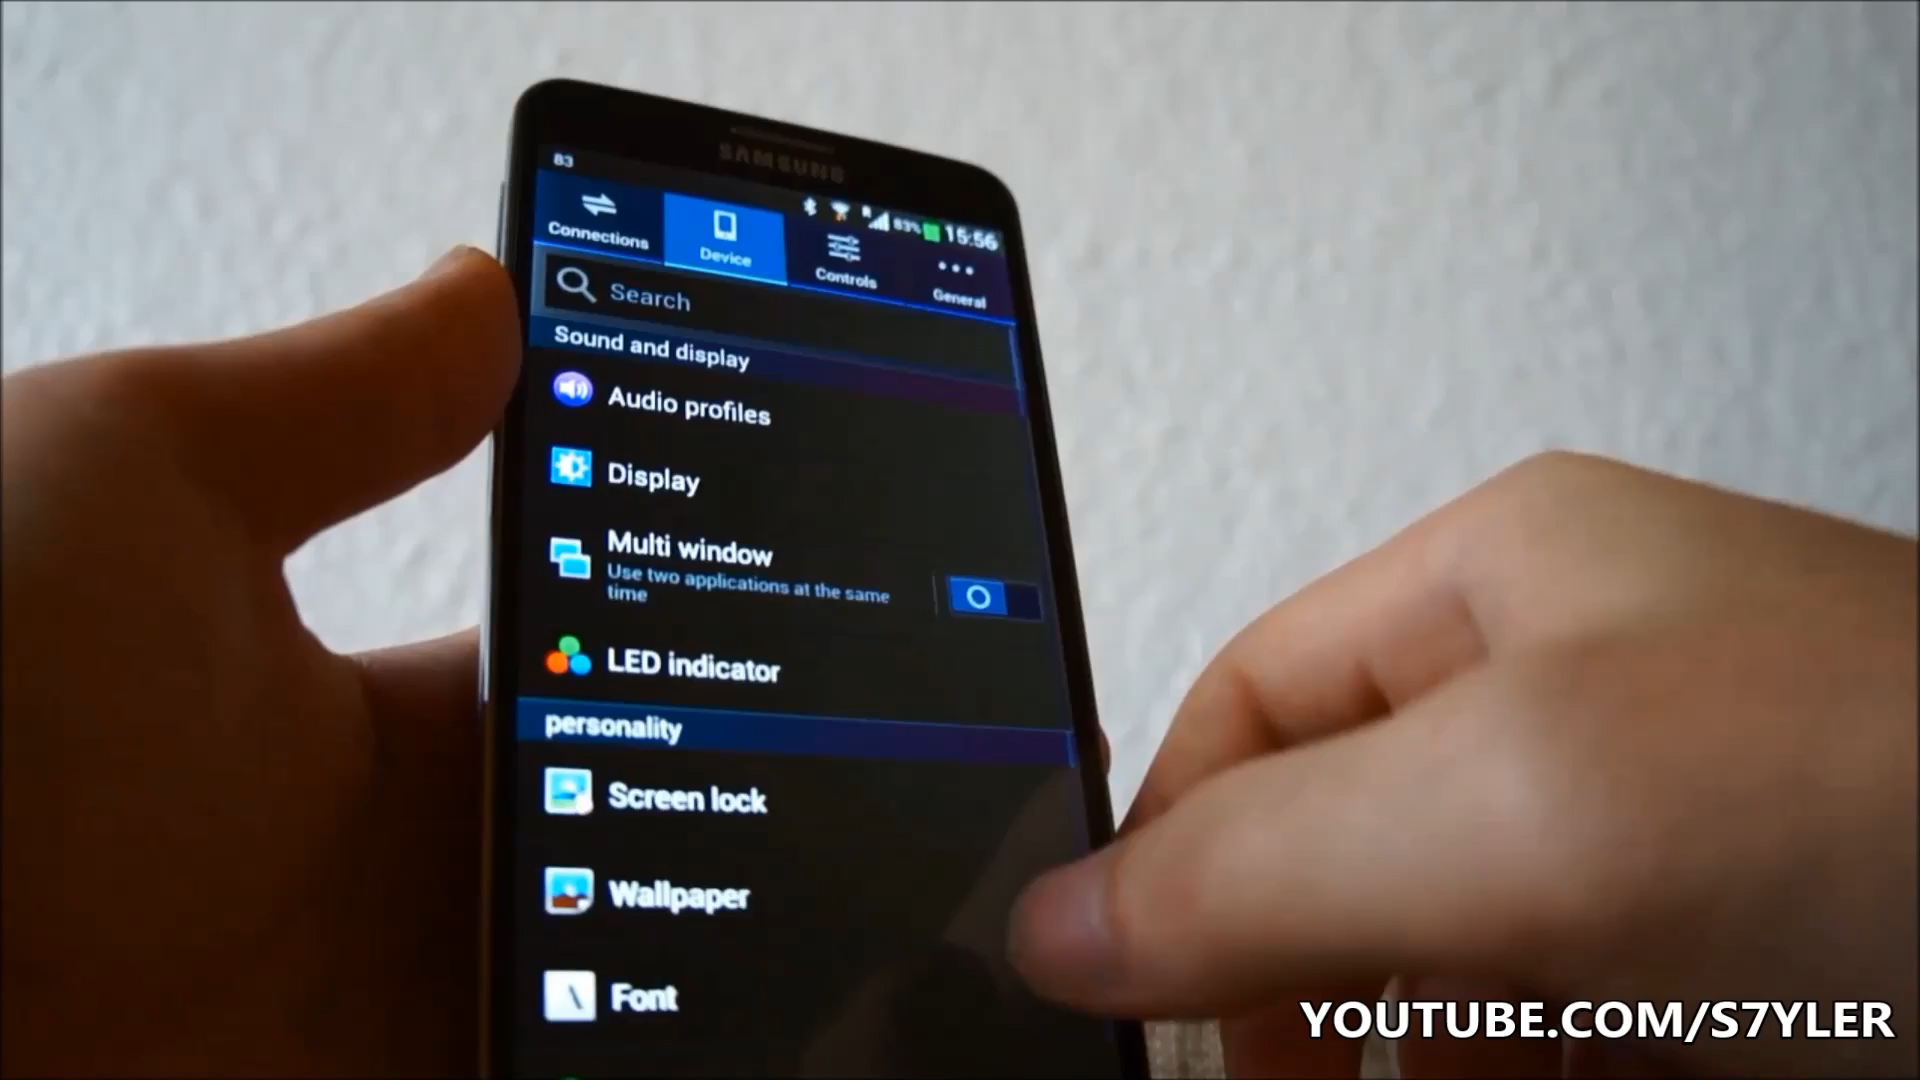 SAMSUNG
83
83% 15:56
Connections
Device
Controls
General
Search
Sound and display
Audio profiles
Display
Multi window
Use two applications at the same
time
LED indicator
personality
Screen lock
Wallpaper
Font
YOUTUBE.COM/S7YLER